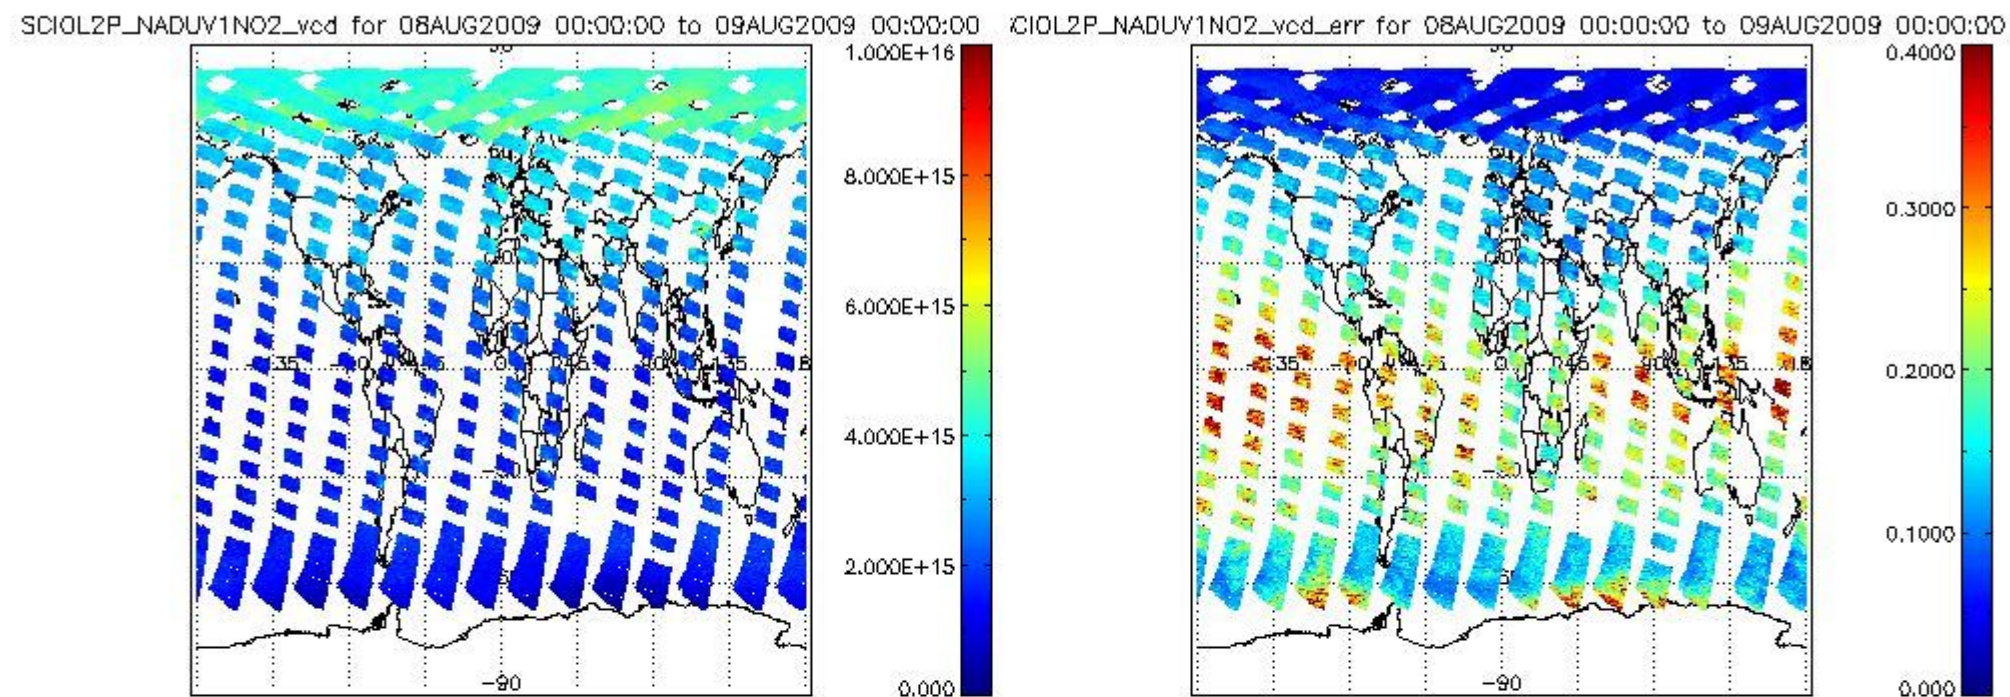 SCIOL2P_NADUV1NO2_vcd for 08AUG2009 00:00:00 to 09AUG2009 00:00:00
1.000E+16
8.000E+15
6.000E+15
4.000E+15
2.000E+15
0.000
-90
CIOL2P_NADUV1NO2_vcd_err for 08AUG2009 00:00:00 to 09AUG2009 00:00:00
0.4000
0.3000
0.2000
0.1000
0.000
-90